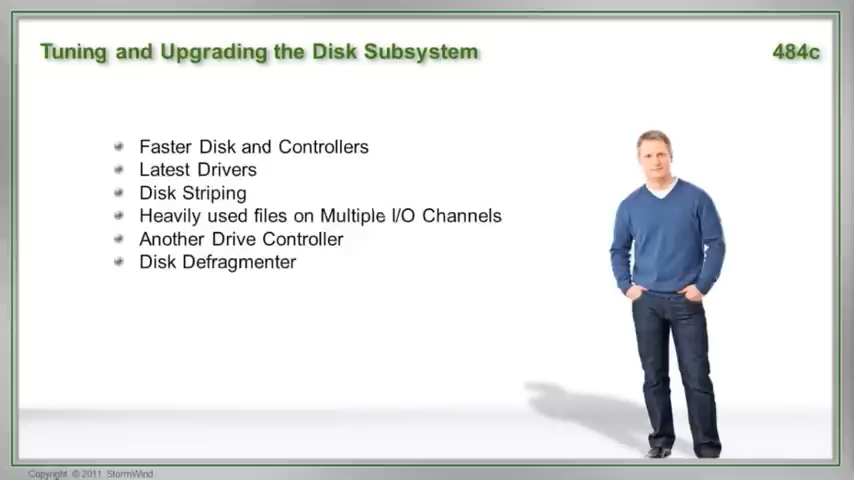 Tuning and Upgrading the Disk Subsystem 484c
Faster Disk and Controllers
Latest Drivers
Disk Striping
Heavily used files on Multiple I/O Channels
Another Drive Controller
Disk Defragmenter
Copyright © 2011 StormWind